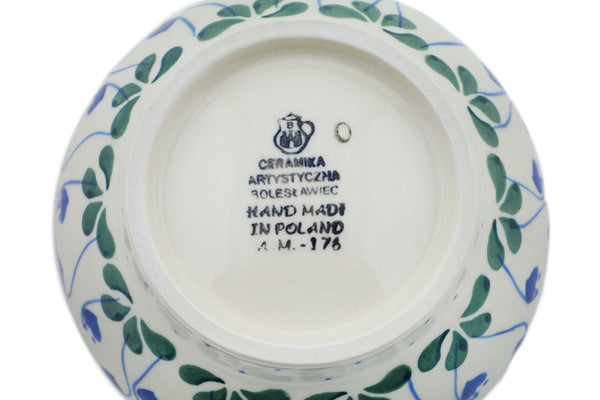 B
CERAMIKA
ARTYSTYCZNA
BOLESŁAWIEC
HAND MADE
IN POLAND
A.M.-176